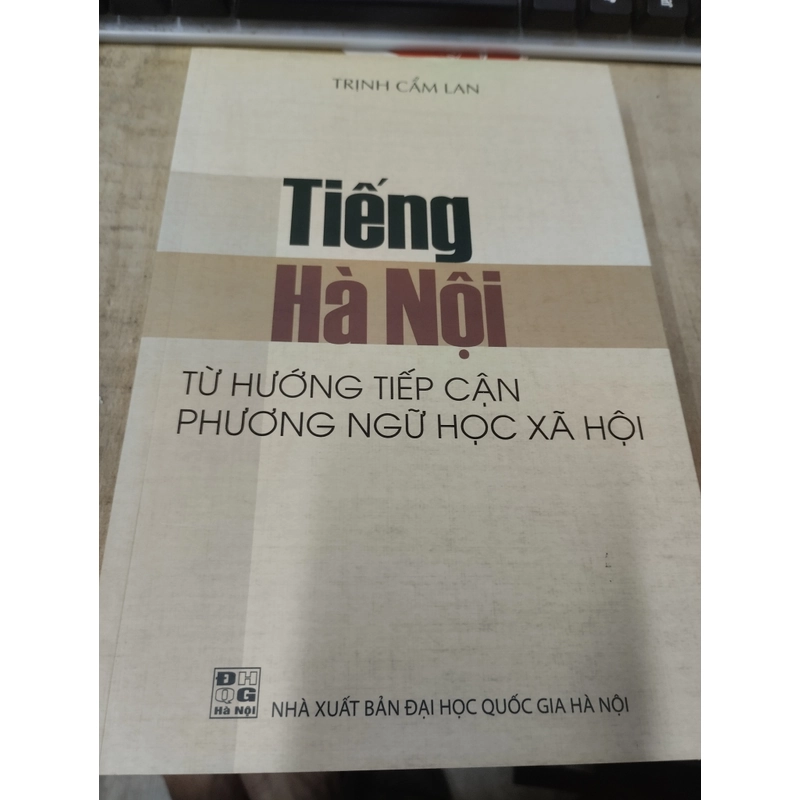 TRỊNH CẨM LAN
Tiếng
Hà Nội
TỪ HƯỚNG TIẾP CẬN
PHƯƠNG NGỮ HỌC XÃ HỘI
ĐH
QG
Hà Nội
NHÀ XUẤT BẢN ĐẠI HỌC QUỐC GIA HÀ NỘI